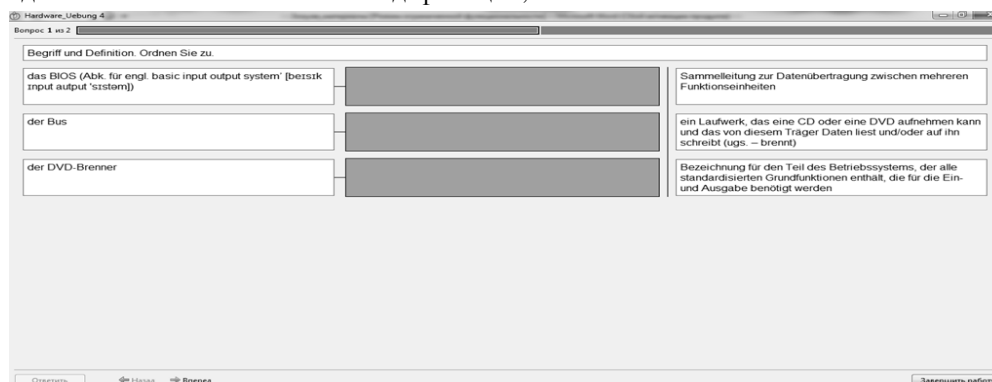 Hardware_Uebung 4
Вопрос 1 из 2
Begriff und Definition. Ordnen Sie zu.
das BIOS (Abk. für engl. basic input output system' [beɪsɪk
ɪnput autput 'sɪstəm])
Sammelleitung zur Datenübertragung zwischen mehreren
Funktionseinheiten
der Bus
ein Laufwerk, das eine CD oder eine DVD aufnehmen kann
und das von diesem Träger Daten liest und/oder auf ihn
schreibt (ugs. – brennt)
der DVD-Brenner
Bezeichnung für den Teil des Betriebssystems, der alle
standardisierten Grundfunktionen enthält, die für die Ein-
und Ausgabe benötigt werden
Ответить
Назад
Вперед
Завершить работ